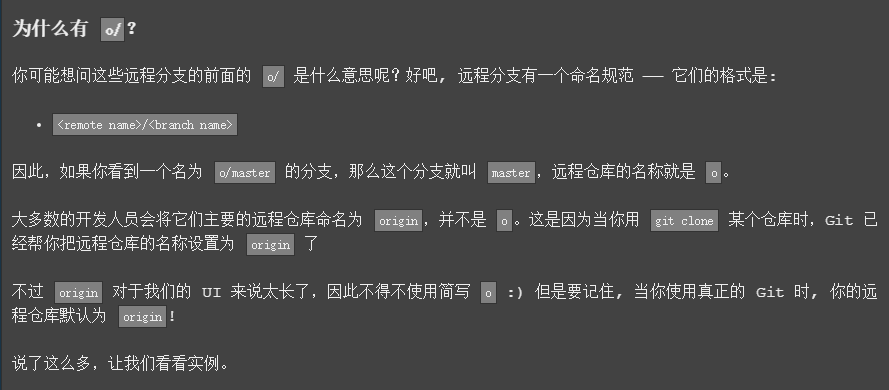 为什么有 o/？
你可能想问这些远程分支的前面的 o/ 是什么意思呢？好吧, 远程分支有一个命名规范 —— 它们的格式是:
• <remote name>/<branch name>
因此，如果你看到一个名为 o/master 的分支，那么这个分支就叫 master，远程仓库的名称就是 o。
大多数的开发人员会将它们主要的远程仓库命名为 origin，并不是 o。这是因为当你用 git clone 某个仓库时，Git 已
经帮你把远程仓库的名称设置为 origin 了
不过 origin 对于我们的 UI 来说太长了，因此不得不使用简写 o :) 但是要记住, 当你使用真正的 Git 时, 你的远
程仓库默认为 origin!
说了这么多，让我们看看实例。